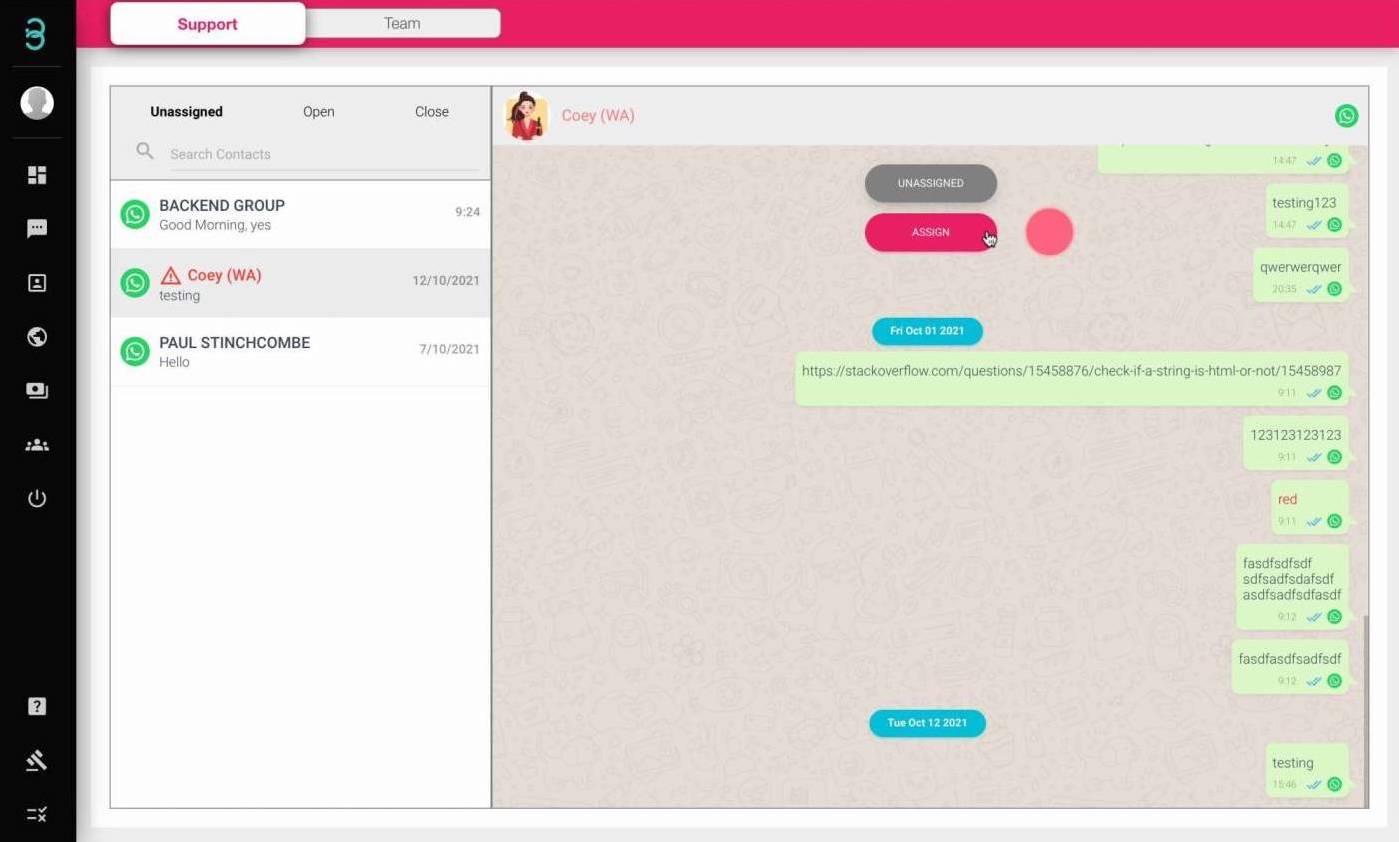 Support
Team
Unassigned
Open
Close
Search Contacts
BACKEND GROUP
9:24
Good Morning, yes
Coey (WA)
12/10/2021
testing
PAUL STINCHCOMBE
7/10/2021
Hello
Coey (WA)
14:47
UNASSIGNED
testing123
14:47
ASSIGN
qwerwerqwer
20:35
Fri Oct 01 2021
https://stackoverflow.com/questions/15458876/check-if-a-string-is-html-or-not/15458987
9:11
123123123123
9:11
red
9:11
fasdfsdfsdf
sdfsadfsdafsdf
asdfsadfsdfasdf
9:12
fasdfasdfsadfsdf
9:12
Tue Oct 12 2021
testing
15:46